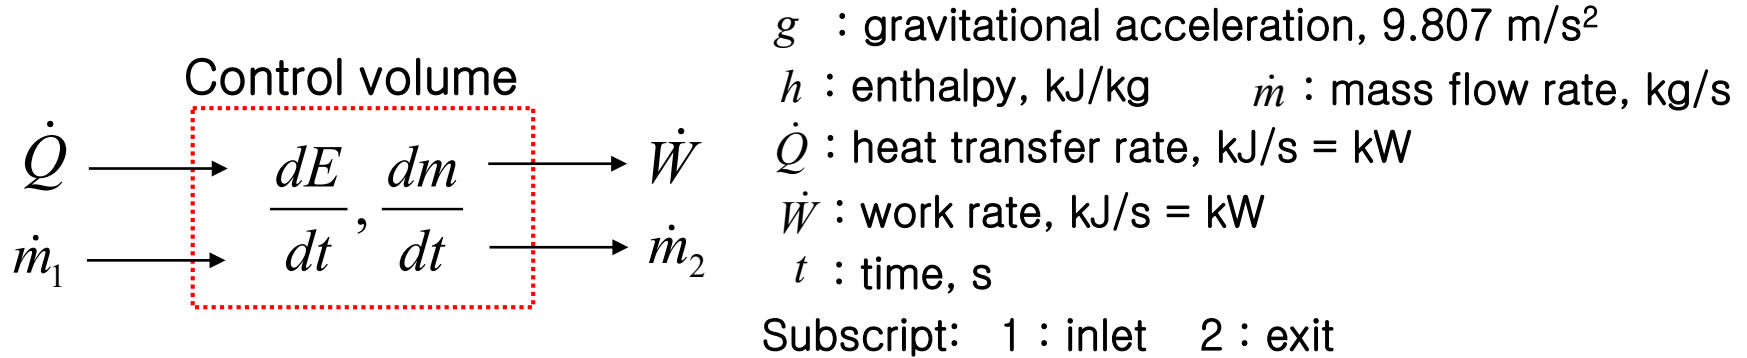 Control volume
Q̇
ṁ₁
dE/dt, dm/dt
Ẇ
ṁ₂
g : gravitational acceleration, 9.807 m/s²
h : enthalpy, kJ/kg ṁ : mass flow rate, kg/s
Q̇ : heat transfer rate, kJ/s = kW
Ẇ : work rate, kJ/s = kW
t : time, s
Subscript: 1 : inlet 2 : exit